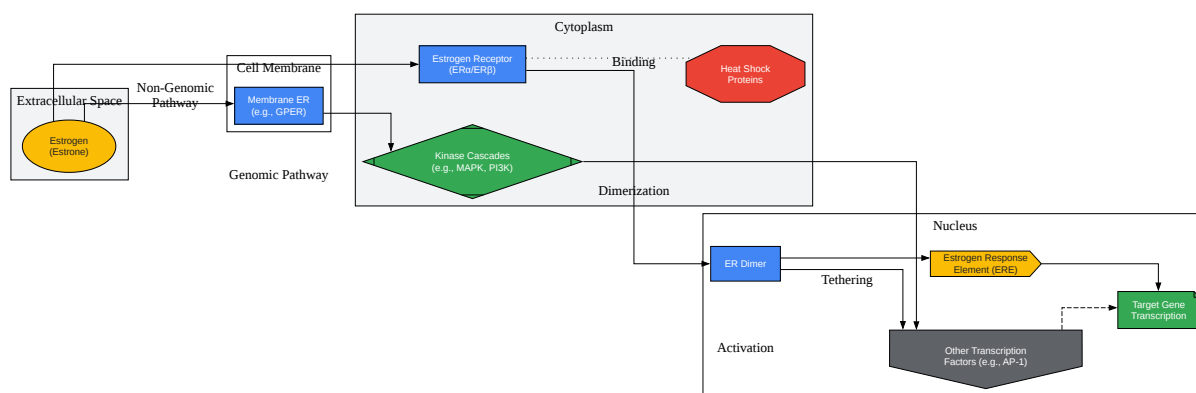 Cytoplasm
Estrogen Receptor
(ERα/ERβ)
Binding
Heat Shock
Proteins
Cell Membrane
Non-Genomic
Pathway
Extracellular Space
Membrane ER
(e.g., GPER)
Estrogen
(Estrone)
Kinase Cascades
(e.g., MAPK, PI3K)
Genomic Pathway
Dimerization
Nucleus
ER Dimer
Estrogen Response
Element (ERE)
Tethering
Target Gene
Transcription
Activation
Other Transcription
Factors (e.g., AP-1)